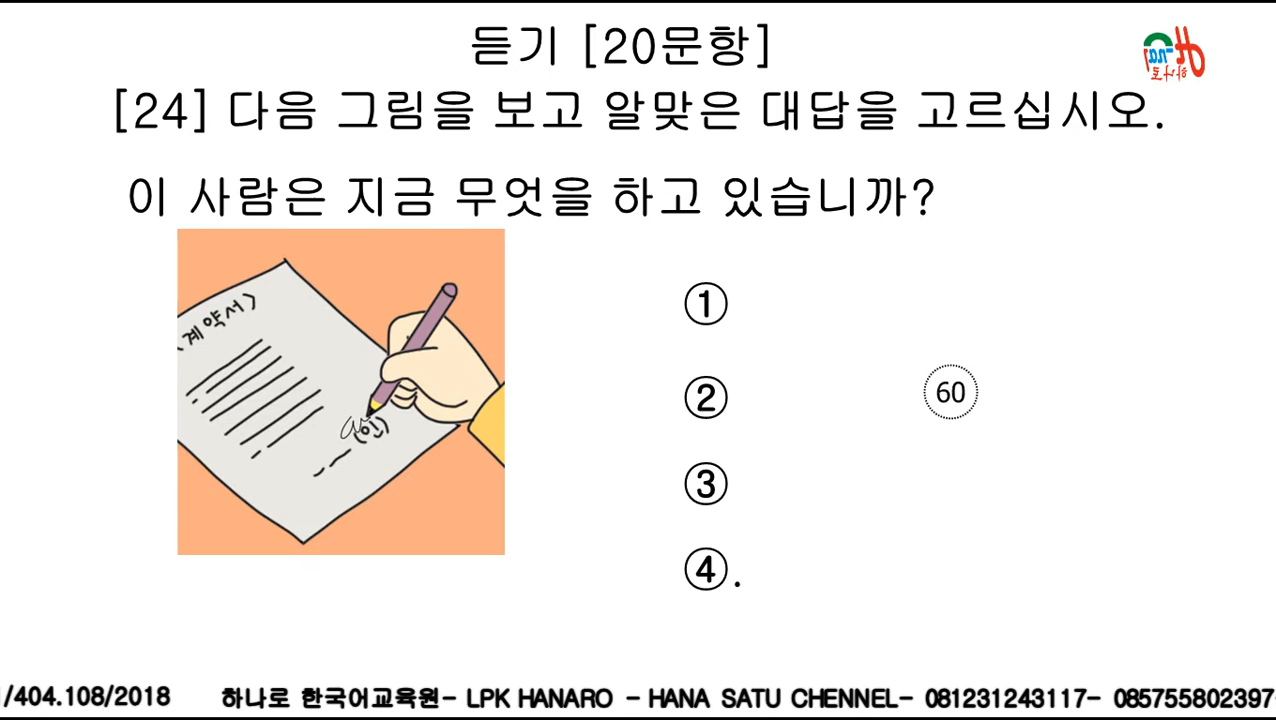 듣기 [20문항]
[24] 다음 그림을 보고 알맞은 대답을 고르십시오.
이 사람은 지금 무엇을 하고 있습니까?
계약서>
(인)
①
②
60
③
④.
/404.108/2018 하나로 한국어교육원- LPK HANARO - HANA SATU CHENNEL- 081231243117- 085755802397